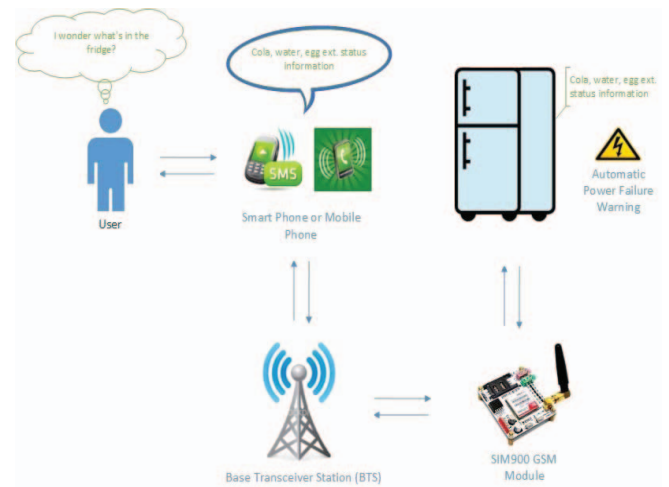 I wonder what's in the
fridge?
Cola, water, egg ext. status
information
Cola, water, egg ext.
status information
SMS
Automatic
Power Failure
Warning
User
Smart Phone or Mobile
Phone
Base Transceiver Station (BTS)
SIM900 GSM
Module